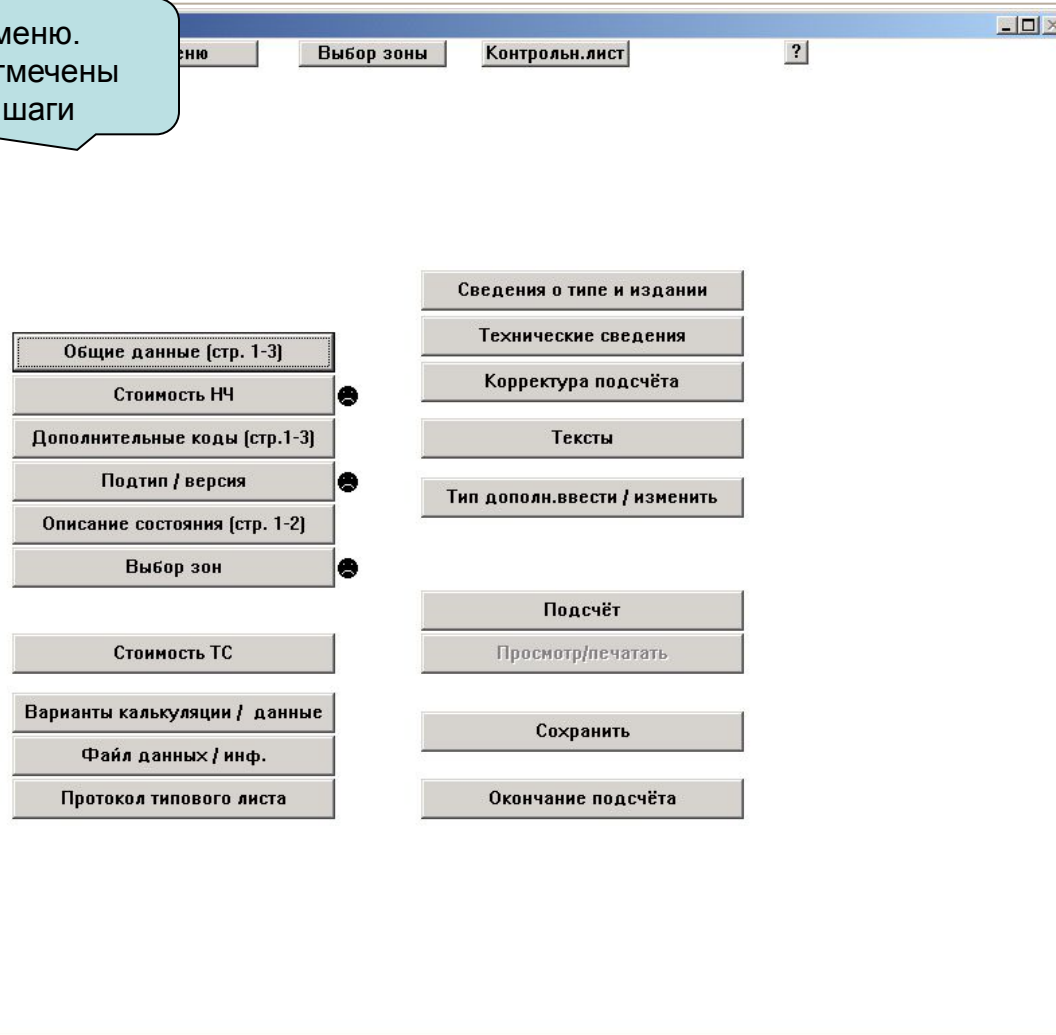 меню.
отмечены
шаги
Выбор зоны
Контрольн.лист
?
Общие данные (стр. 1-3)
Стоимость НЧ
Дополнительные коды (стр.1-3)
Подтип / версия
Описание состояния (стр. 1-2)
Выбор зон
Стоимость ТС
Варианты калькуляции / данные
Файл данных / инф.
Протокол типового листа
Сведения о типе и издании
Технические сведения
Корректура подсчёта
Тексты
Тип дополн.ввести / изменить
Подсчёт
Просмотр/печатать
Сохранить
Окончание подсчёта